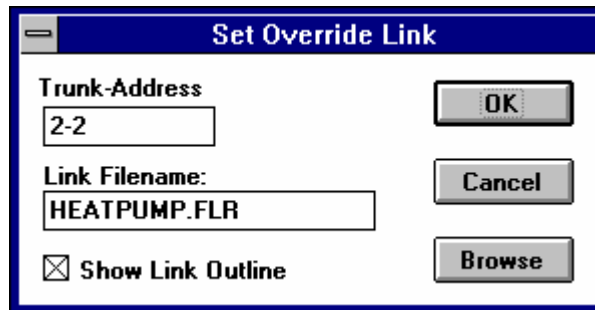 Set Override Link
Trunk-Address
2-2
OK
Link Filename:
HEATPUMP.FLR
Cancel
Show Link Outline
Browse